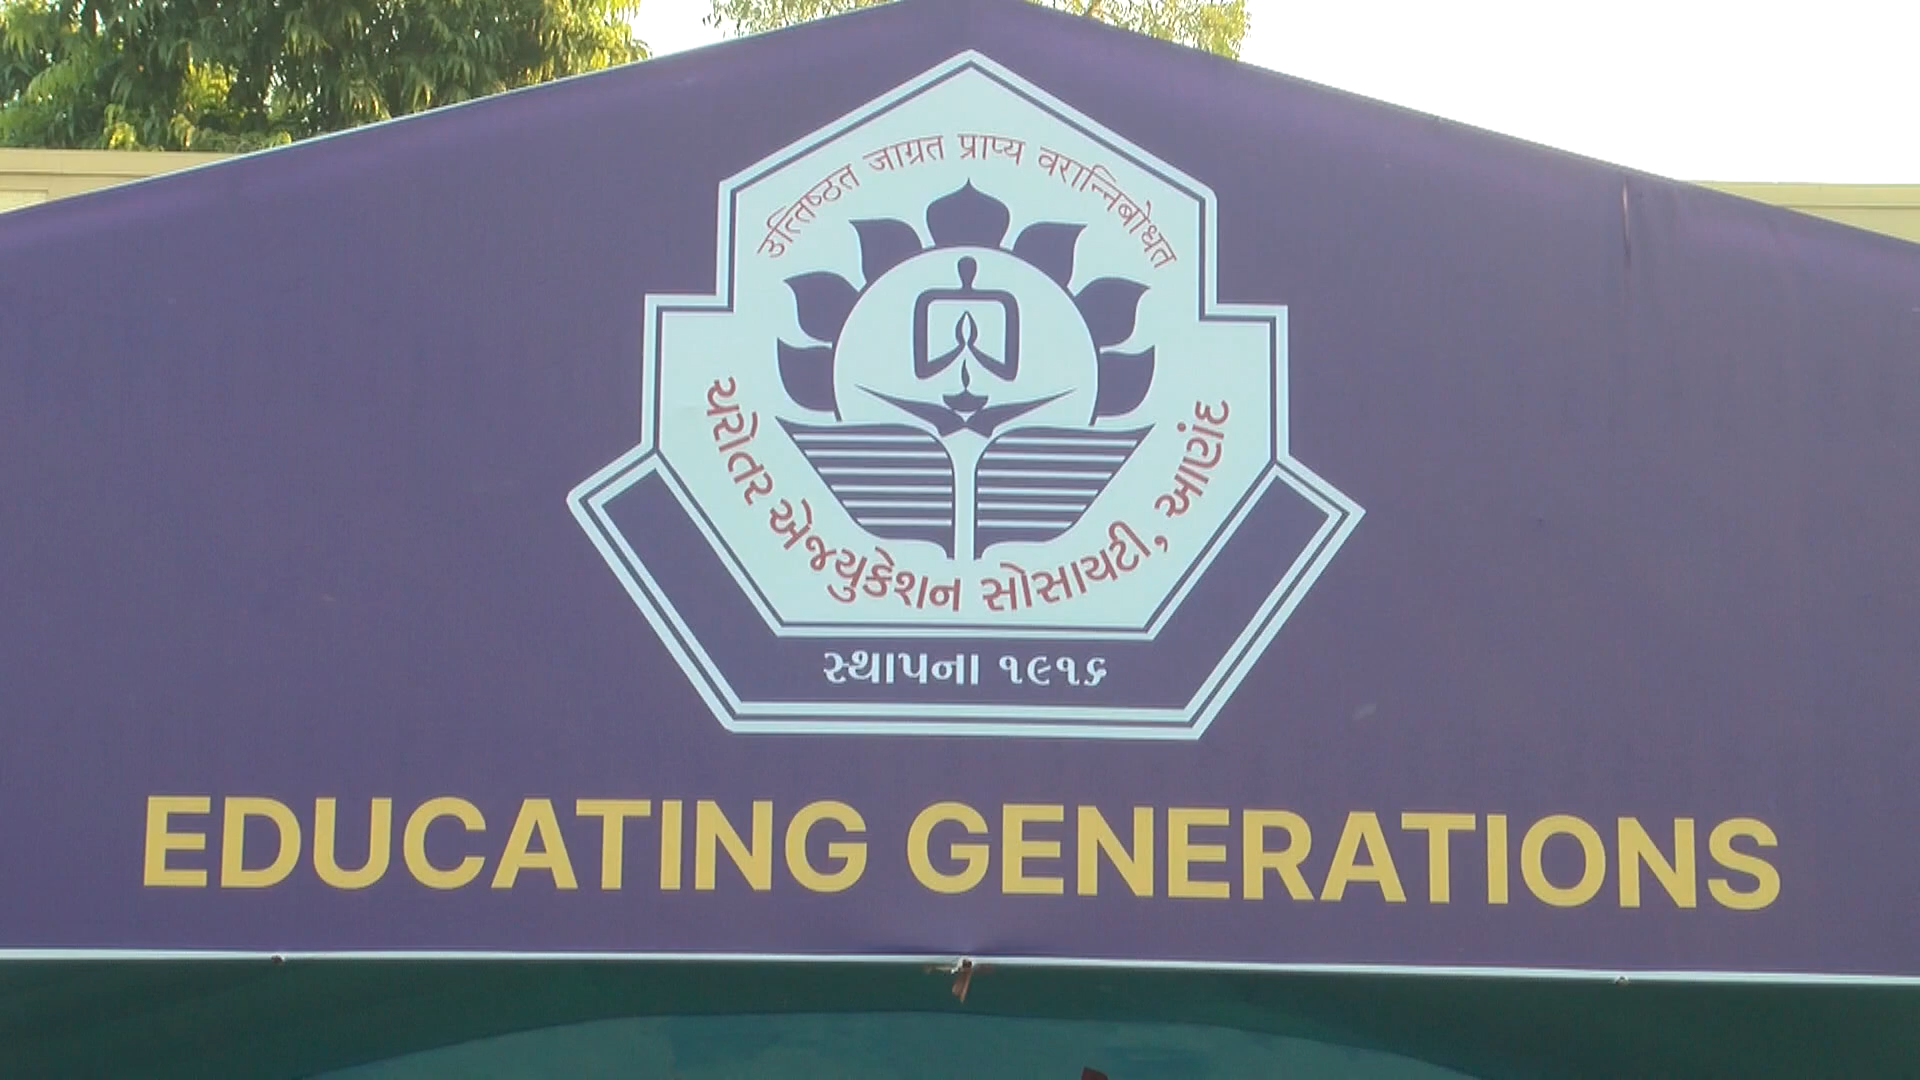 उत्तिष्ठत जाग्रत प्राप्य वरान्निबोधत
ચરોતર એજ્યુકેશન સોસાયટી, આણંદ
સ્થાપના ૧૯૧૬
EDUCATING GENERATIONS